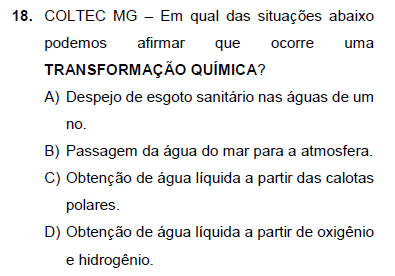 18. COLTEC MG – Em qual das situações abaixo
podemos afirmar que ocorre uma
TRANSFORMAÇÃO QUÍMICA?
A) Despejo de esgoto sanitário nas águas de um
no.
B) Passagem da água do mar para a atmosfera.
C) Obtenção de água líquida a partir das calotas
polares.
D) Obtenção de água líquida a partir de oxigênio
e hidrogênio.